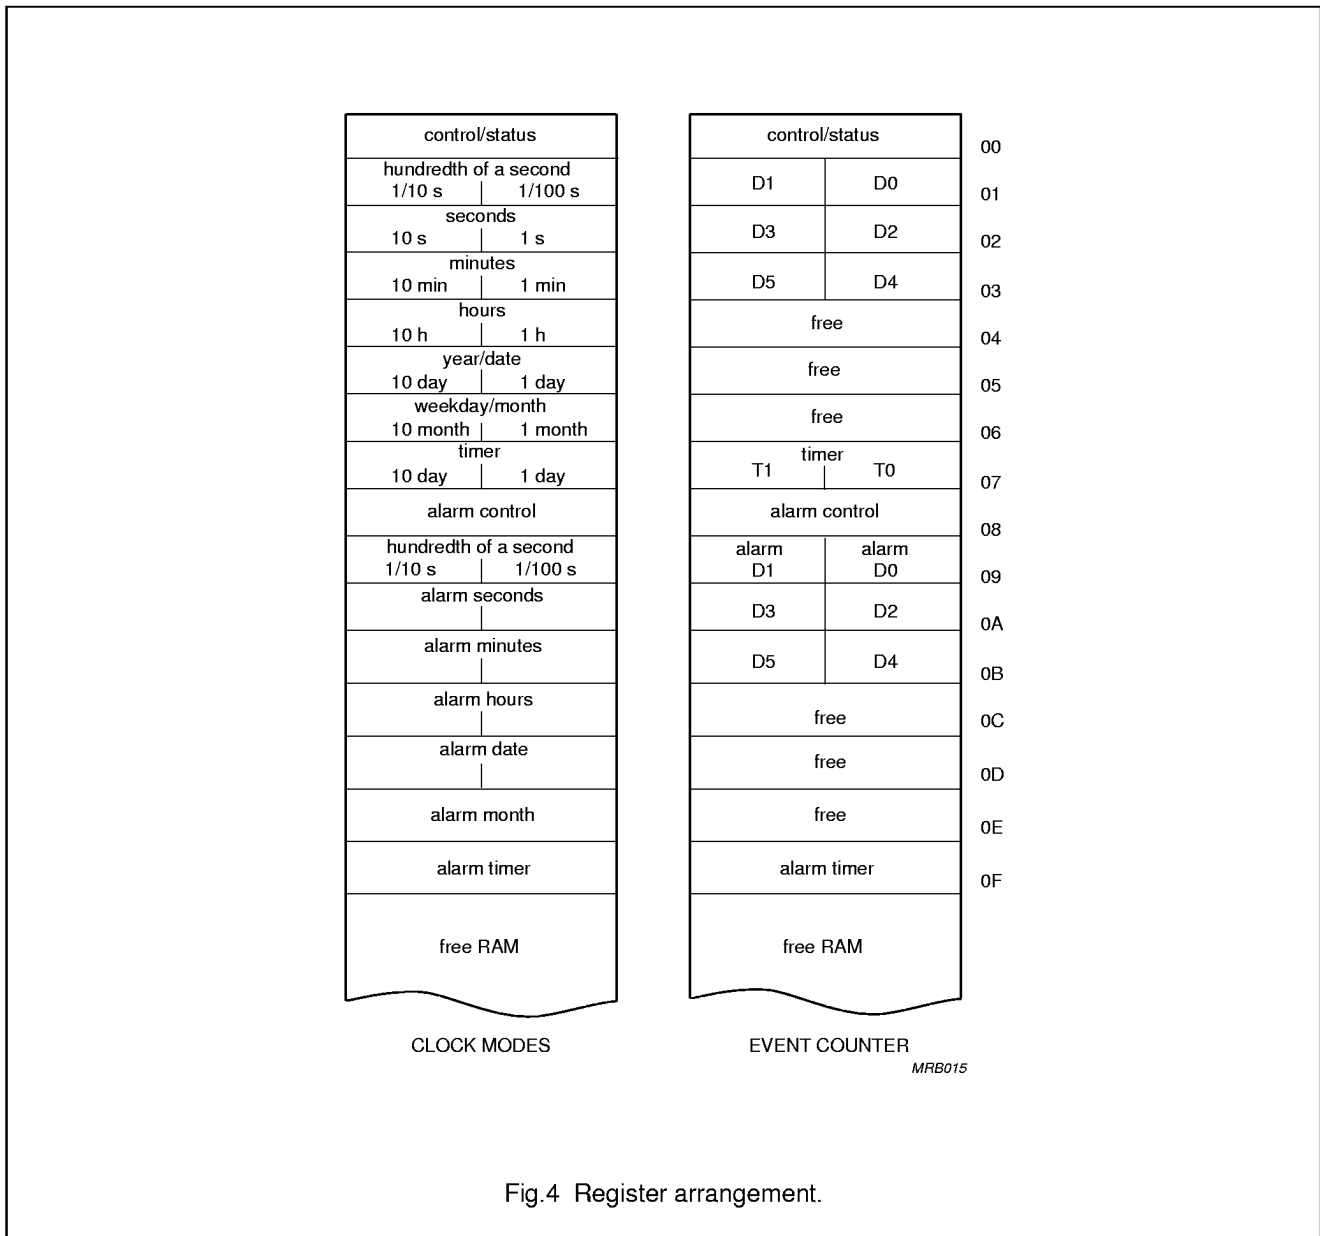 control/status
hundredth of a second
1/10 s 1/100 s
seconds
10 s 1 s
minutes
10 min 1 min
hours
10 h 1 h
year/date
10 day 1 day
weekday/month
10 month 1 month
timer
10 day 1 day
alarm control
hundredth of a second
1/10 s 1/100 s
alarm seconds
alarm minutes
alarm hours
alarm date
alarm month
alarm timer
free RAM
CLOCK MODES
control/status
D1 D0
D3 D2
D5 D4
free
free
free
timer
T1 T0
alarm control
alarm alarm
D1 D0
D3 D2
D5 D4
free
free
free
alarm timer
free RAM
EVENT COUNTER
00
01
02
03
04
05
06
07
08
09
0A
0B
0C
0D
0E
0F
MRB015
Fig.4 Register arrangement.